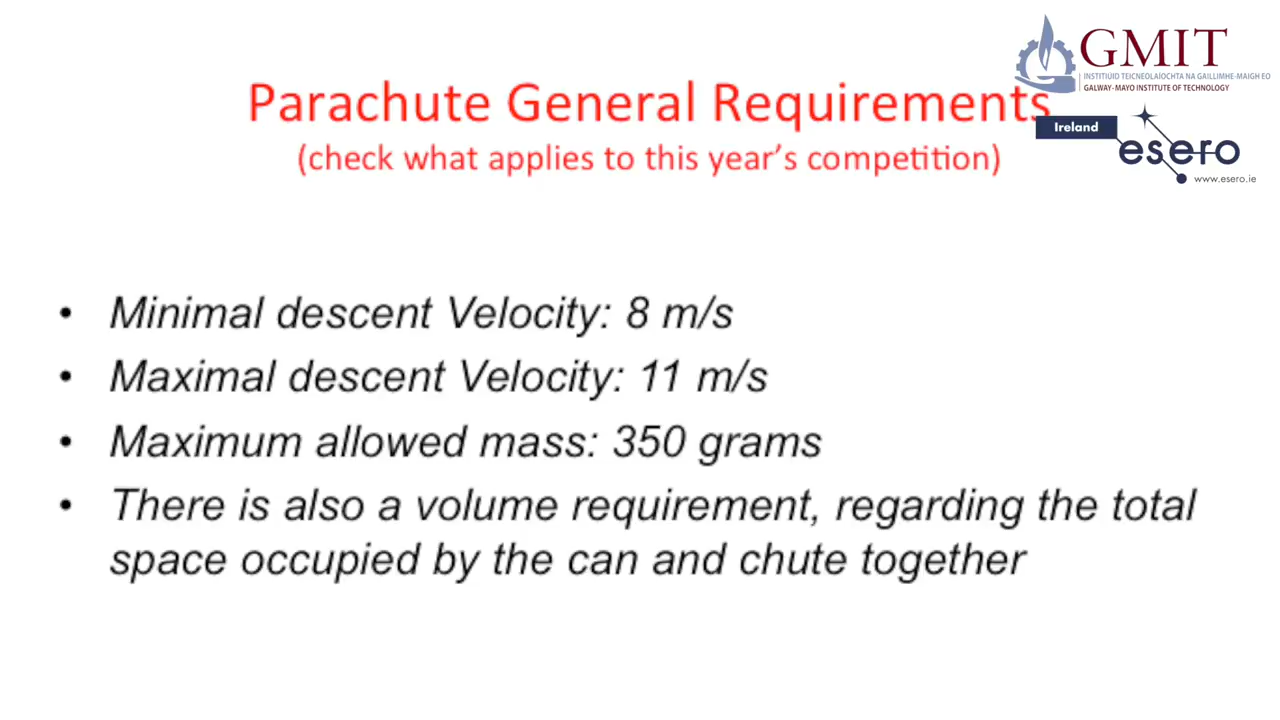 GMIT
INSTITIÚID TEICNEOLAÍOCHTA NA GAILLIMHE-MAIGH EO
GALWAY-MAYO INSTITUTE OF TECHNOLOGY
Parachute General Requirements
(check what applies to this year's competition)
Ireland
esero
www.esero.ie
• Minimal descent Velocity: 8 m/s
• Maximal descent Velocity: 11 m/s
• Maximum allowed mass: 350 grams
• There is also a volume requirement, regarding the total
space occupied by the can and chute together